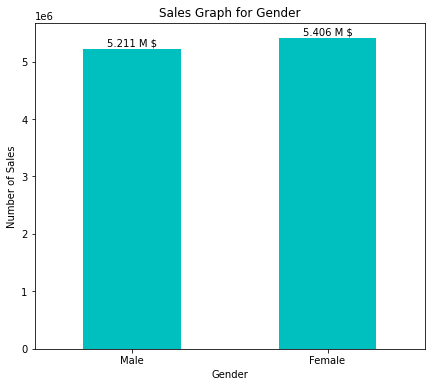 Sales Graph for Gender
1e6
5.211 M $
5.406 M $
5
4
3
2
1
0
Number of Sales
Male
Female
Gender